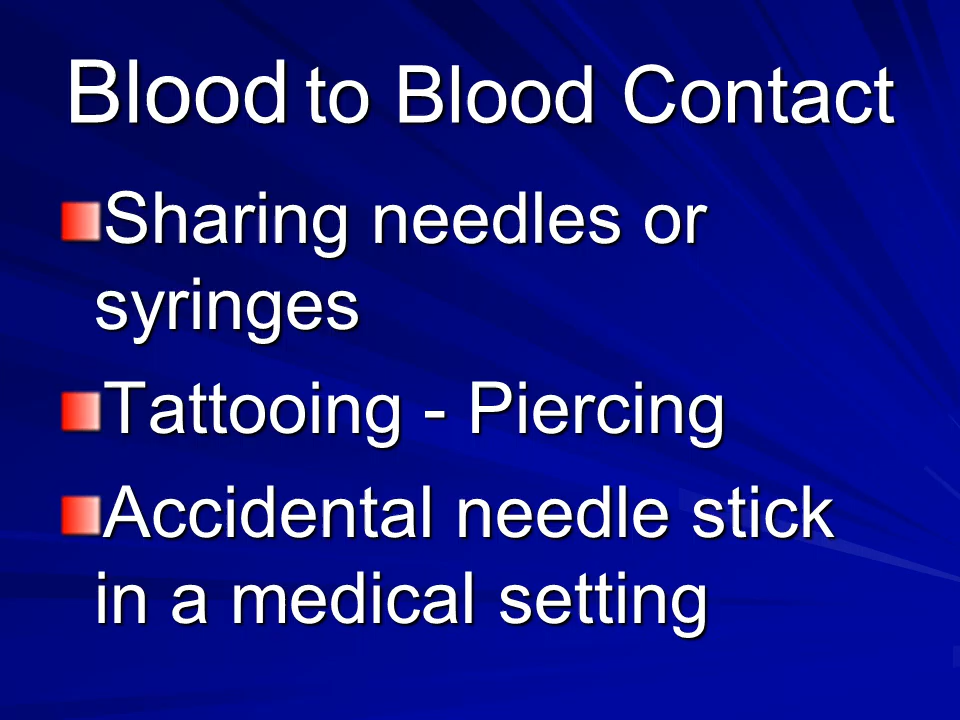 Blood to Blood Contact
Sharing needles or
syringes
Tattooing - Piercing
Accidental needle stick
in a medical setting